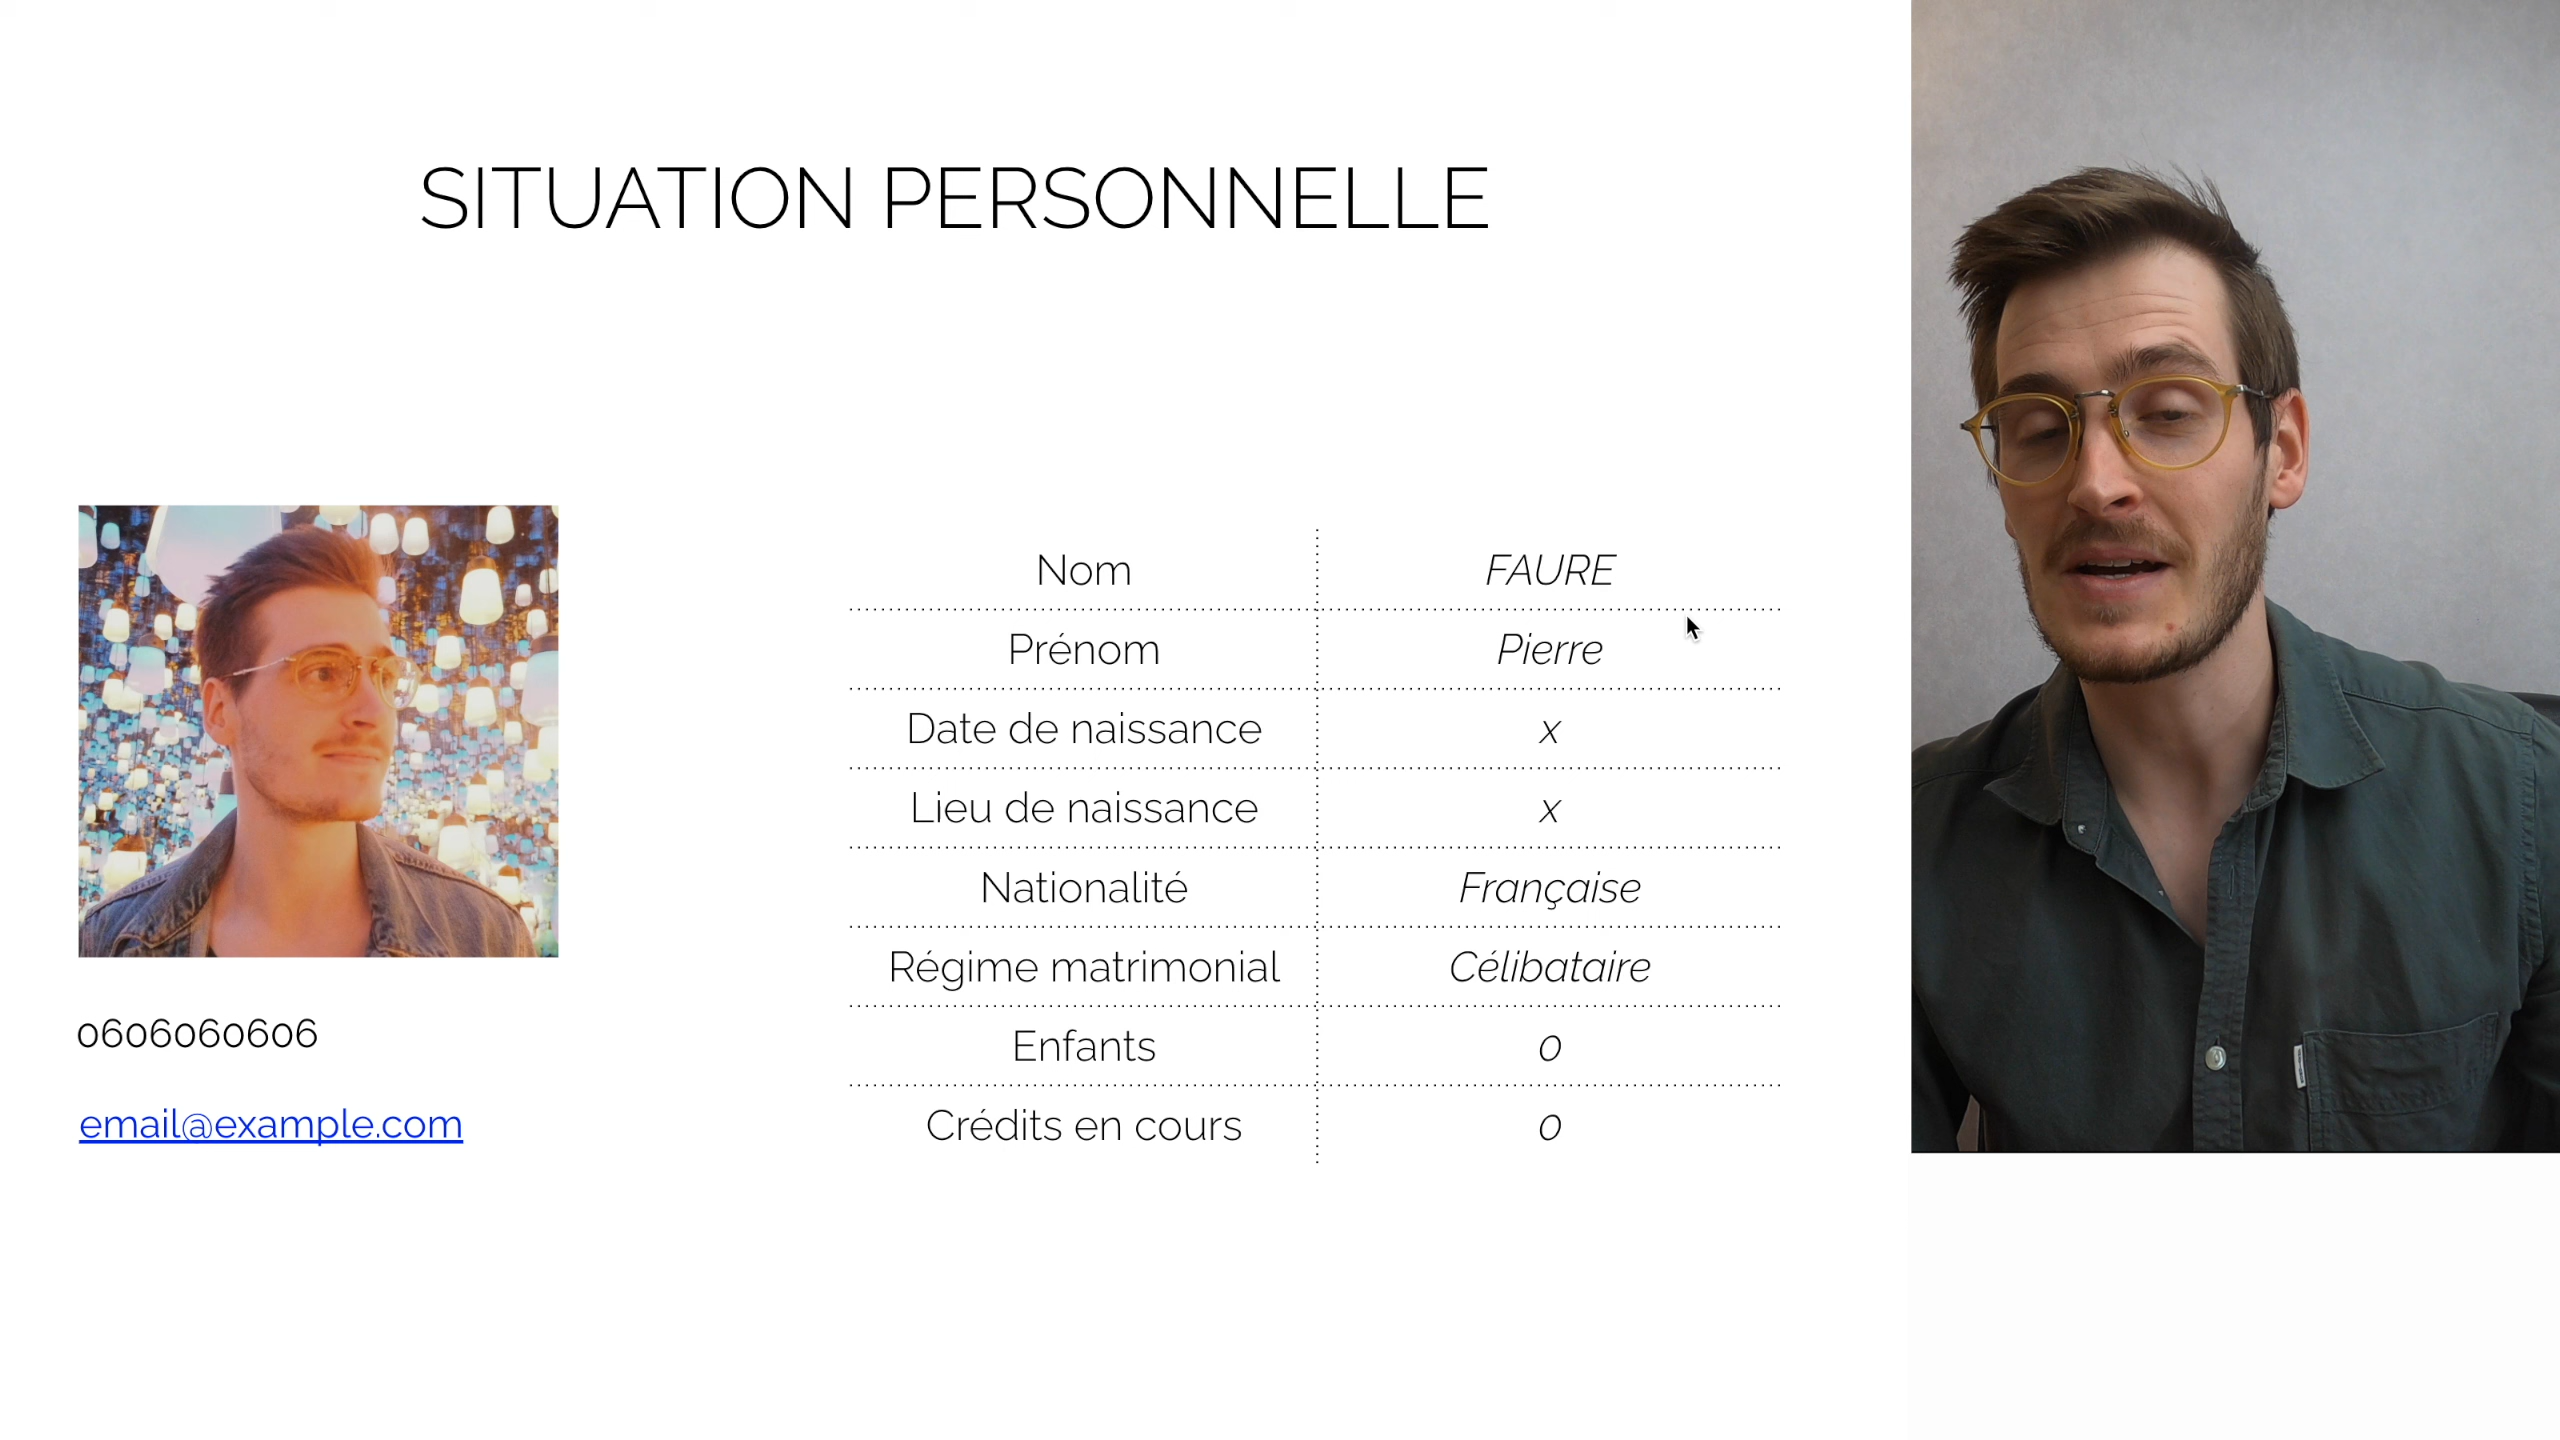 SITUATION PERSONNELLE
0606060606
email@example.com
Nom FAURE
Prénom Pierre
Date de naissance x
Lieu de naissance x
Nationalité Française
Régime matrimonial Célibataire
Enfants 0
Crédits en cours 0